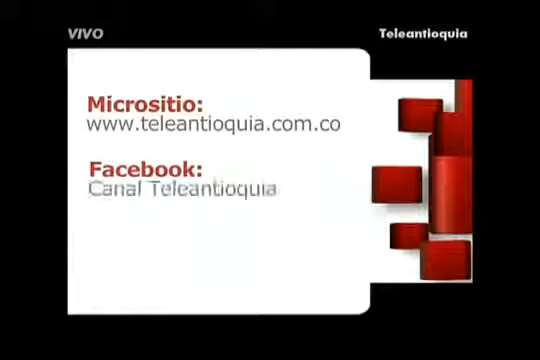 VIVO
Teleantioquia
Micrositio:
www.teleantioquia.com.co
Facebook:
Canal Teleantioquia